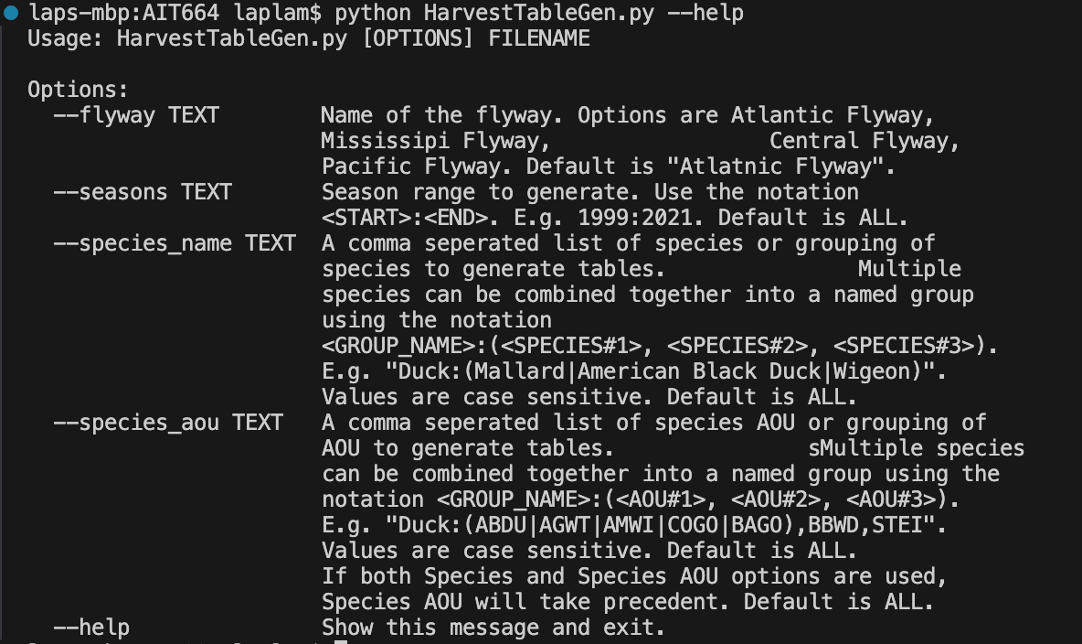 laps-mbp:AIT664 laplam$ python HarvestTableGen.py --help
Usage: HarvestTableGen.py [OPTIONS] FILENAME
Options:
--flyway TEXT Name of the flyway. Options are Atlantic Flyway,
Mississipi Flyway, Central Flyway,
Pacific Flyway. Default is "Atlatnic Flyway".
--seasons TEXT Season range to generate. Use the notation
<START>:<END>. E.g. 1999:2021. Default is ALL.
--species_name TEXT A comma seperated list of species or grouping of
species to generate tables. Multiple
species can be combined together into a named group
using the notation
<GROUP_NAME>:(<SPECIES#1>, <SPECIES#2>, <SPECIES#3>).
E.g. "Duck:(Mallard|American Black Duck|Wigeon)".
Values are case sensitive. Default is ALL.
--species_aou TEXT A comma seperated list of species AOU or grouping of
AOU to generate tables. sMultiple species
can be combined together into a named group using the
notation <GROUP_NAME>:(<AOU#1>, <AOU#2>, <AOU#3>).
E.g. "Duck:(ABDU|AGWT|AMWI|COGO|BAGO),BBWD,STEI".
Values are case sensitive. Default is ALL.
If both Species and Species AOU options are used,
Species AOU will take precedent. Default is ALL.
--help Show this message and exit.